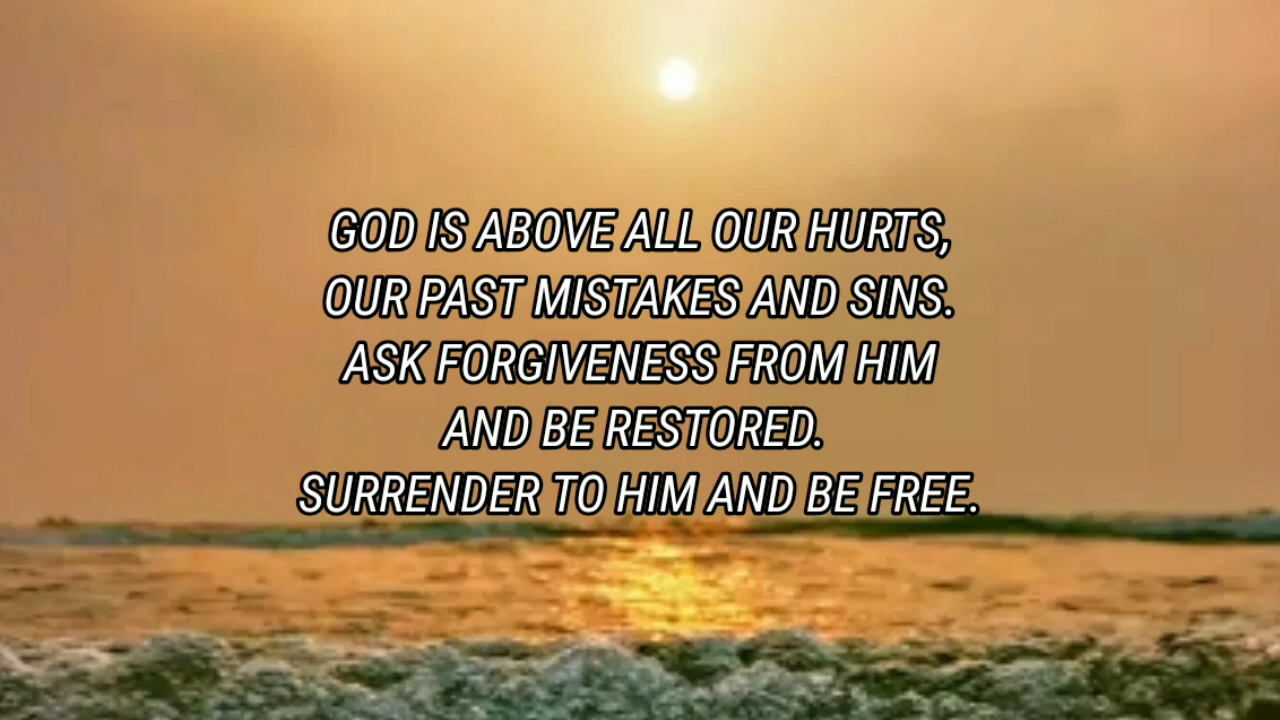 GOD IS ABOVE ALL OUR HURTS,
OUR PAST MISTAKES AND SINS.
ASK FORGIVENESS FROM HIM
AND BE RESTORED.
SURRENDER TO HIM AND BE FREE.